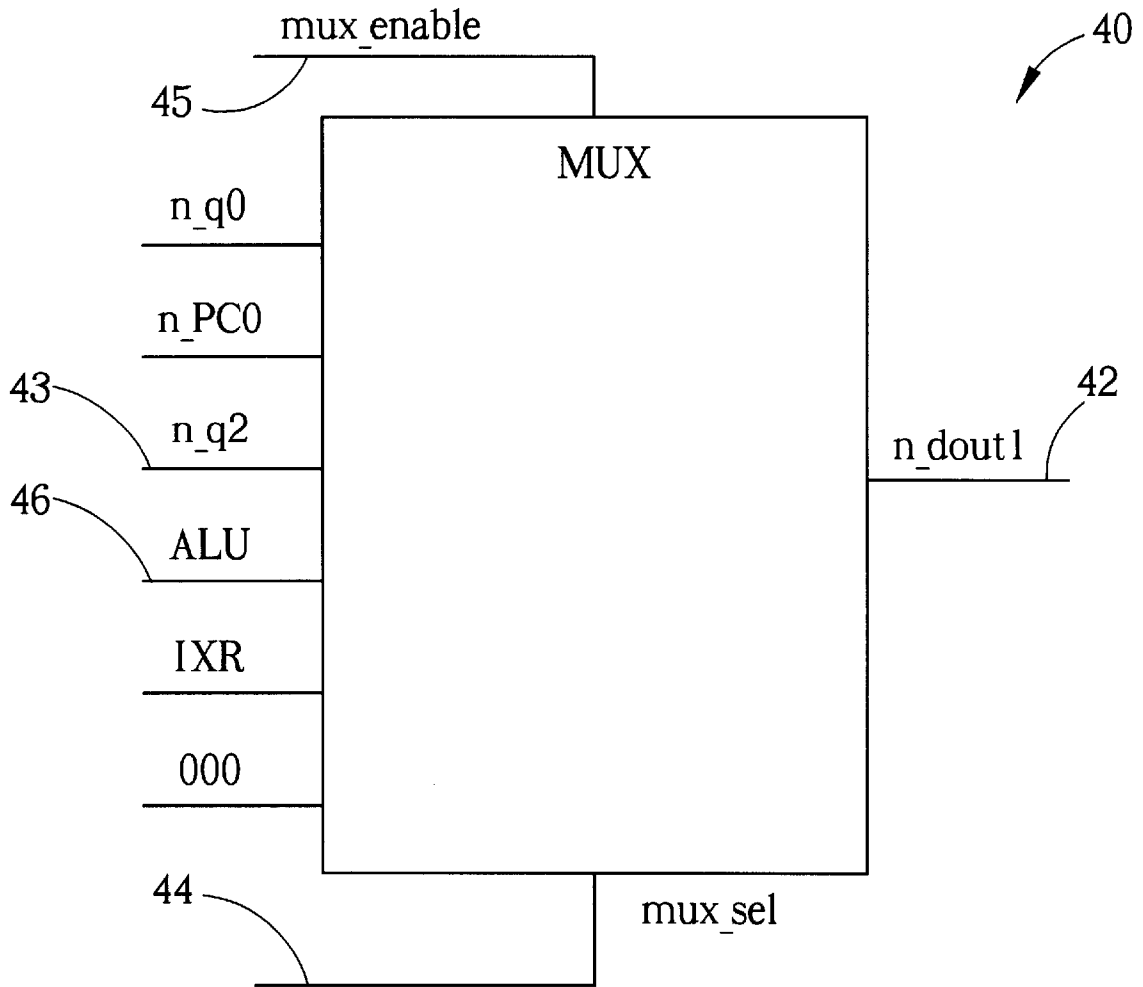 mux_enable
40
45
MUX
n_q0
n_PC0
43
n_q2
42
n_dout1
46
ALU
IXR
000
44
mux_sel